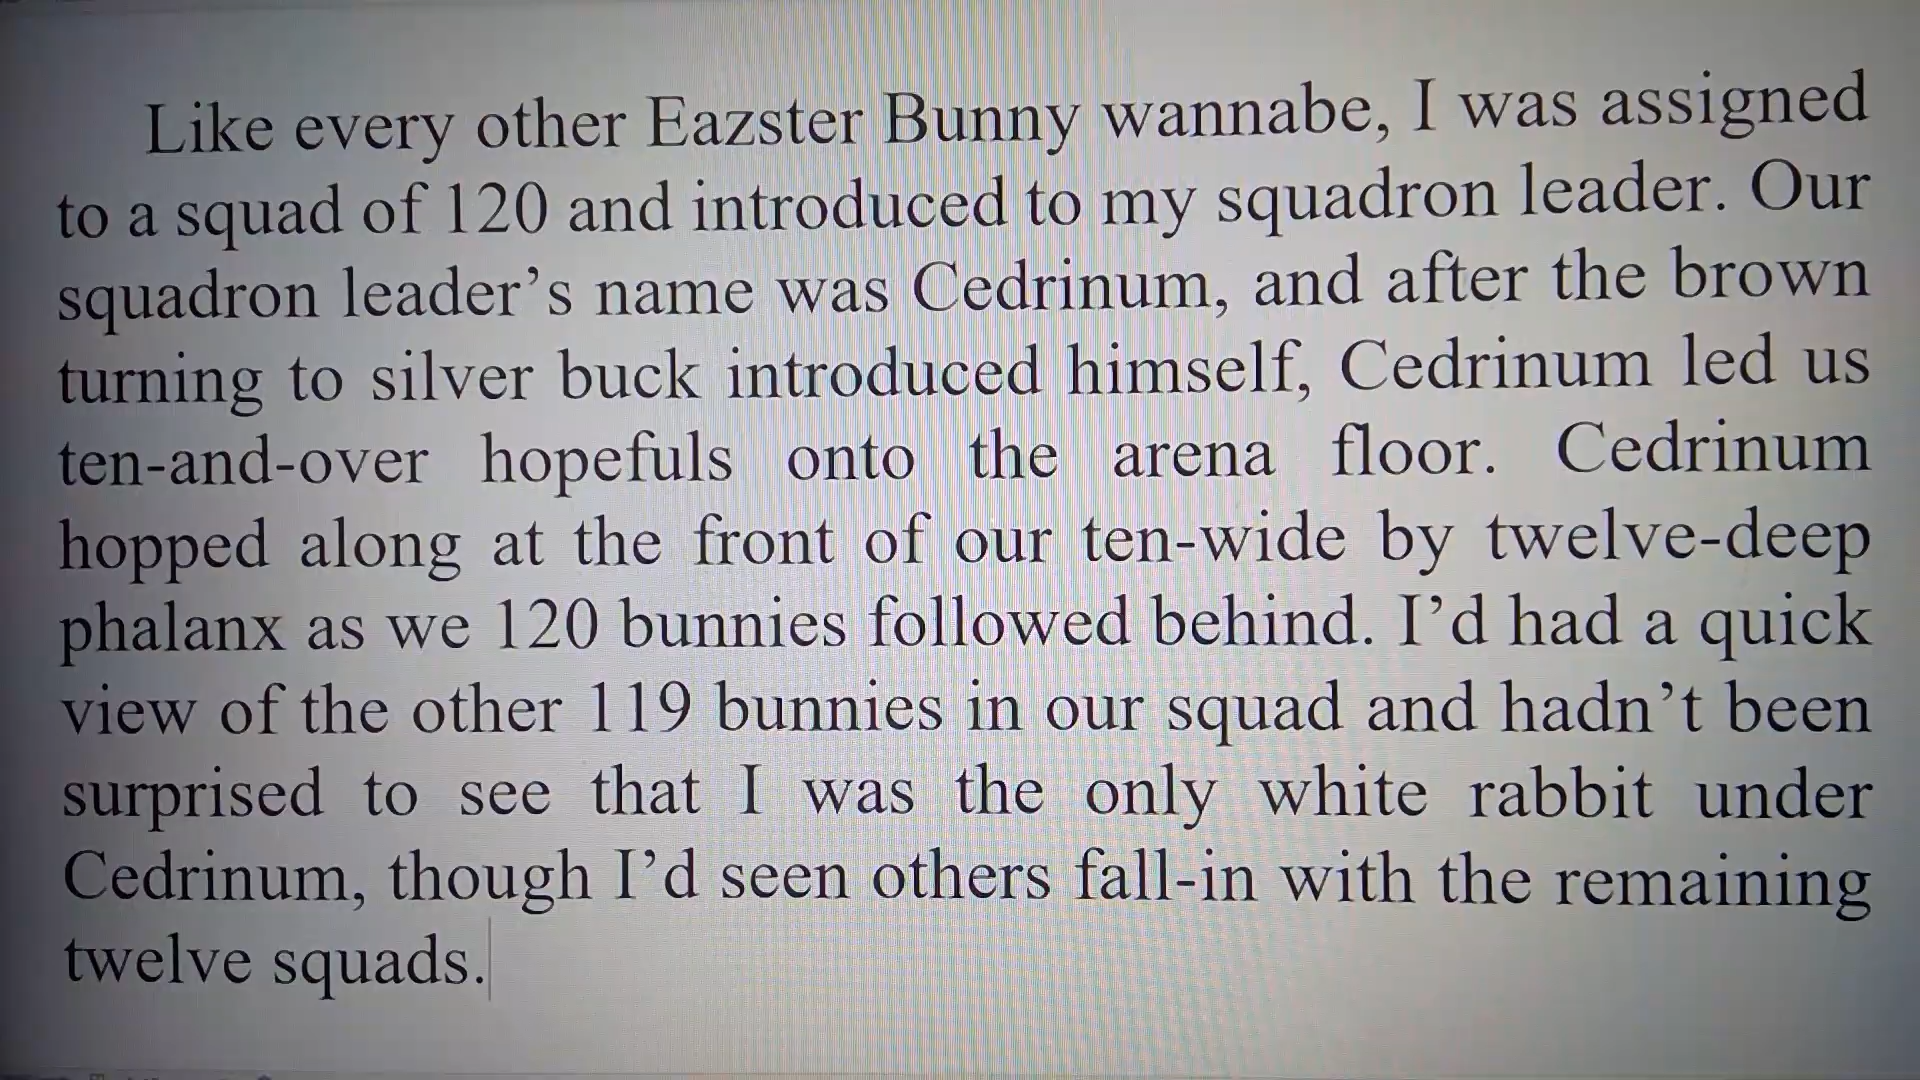 Like every other Eazster Bunny wannabe, I was assigned
to a squad of 120 and introduced to my squadron leader. Our
squadron leader’s name was Cedrinum, and after the brown
turning to silver buck introduced himself, Cedrinum led us
ten-and-over hopefuls onto the arena floor. Cedrinum
hopped along at the front of our ten-wide by twelve-deep
phalanx as we 120 bunnies followed behind. I’d had a quick
view of the other 119 bunnies in our squad and hadn’t been
surprised to see that I was the only white rabbit under
Cedrinum, though I’d seen others fall-in with the remaining
twelve squads.